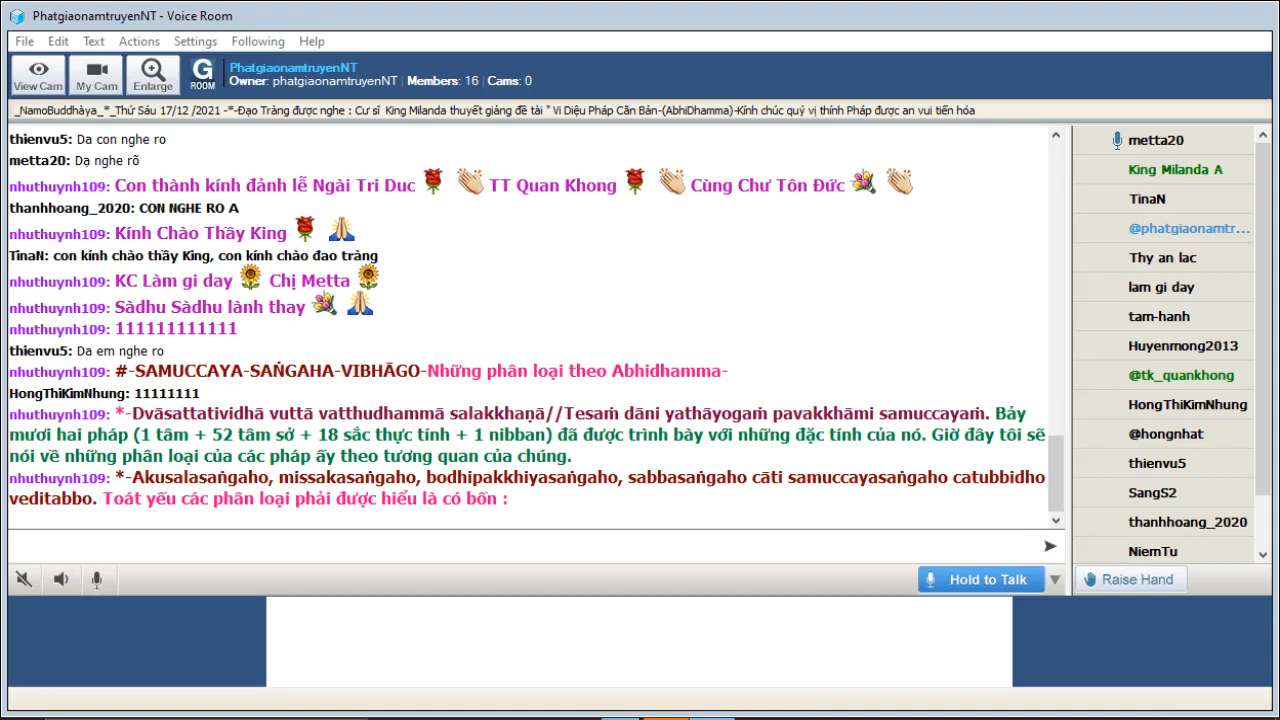 PhatgiaonamtruyenNT - Voice Room
File Edit Text Actions Settings Following Help
View Cam My Cam Enlarge G ROOM
PhatgiaonamtruyenNT
Owner: phatgiaonamtruyenNT | Members: 16 | Cams: 0
_NamoBuddhàya_*_Thứ Sáu 17/12 /2021 -*-Đạo Tràng được nghe : Cư sĩ King Milanda thuyết giảng đề tài " Vi Diệu Pháp Căn Bản-(AbhiDhamma)-Kính chúc quý vị thính Pháp được an vui tiến hóa
thienvu5: Da con nghe ro
metta20: Dạ nghe rõ
nhuthuynh109: Con thành kính đảnh lễ Ngài Tri Duc TT Quan Khong Cùng Chư Tôn Đức
thanhhoang_2020: CON NGHE RO A
nhuthuynh109: Kính Chào Thầy King
TinaN: con kính chào thầy King, con kính chào đao tràng
nhuthuynh109: KC Làm gi day Chị Metta
nhuthuynh109: Sàdhu Sàdhu lành thay
nhuthuynh109: 111111111111
thienvu5: Da em nghe ro
nhuthuynh109: #-SAMUCCAYA-SAṄGAHA-VIBHĀGO-Những phân loại theo Abhidhamma-
HongThiKimNhung: 11111111
nhuthuynh109: *-Dvāsattatividhā vuttā vatthudhammā salakkhaṇā//Tesaṁ dāni yathāyogaṁ pavakkhāmi samuccayaṁ. Bảy
mươi hai pháp (1 tâm + 52 tâm sở + 18 sắc thực tính + 1 nibban) đã được trình bày với những đặc tính của nó. Giờ đây tôi sẽ
nói về những phân loại của các pháp ấy theo tương quan của chúng.
nhuthuynh109: *-Akusalasaṅgaho, missakasaṅgaho, bodhipakkhiyasaṅgaho, sabbasaṅgaho cāti samuccayasaṅgaho catubbidho
veditabbo. Toát yếu các phân loại phải được hiểu là có bốn :
metta20
King Milanda A
TinaN
@phatgiaonamtr...
Thy an lac
lam gi day
tam-hanh
Huyenmong2013
@tk_quankhong
HongThiKimNhung
@hongnhat
thienvu5
SangS2
thanhhoang_2020
NiemTu
Hold to Talk
Raise Hand